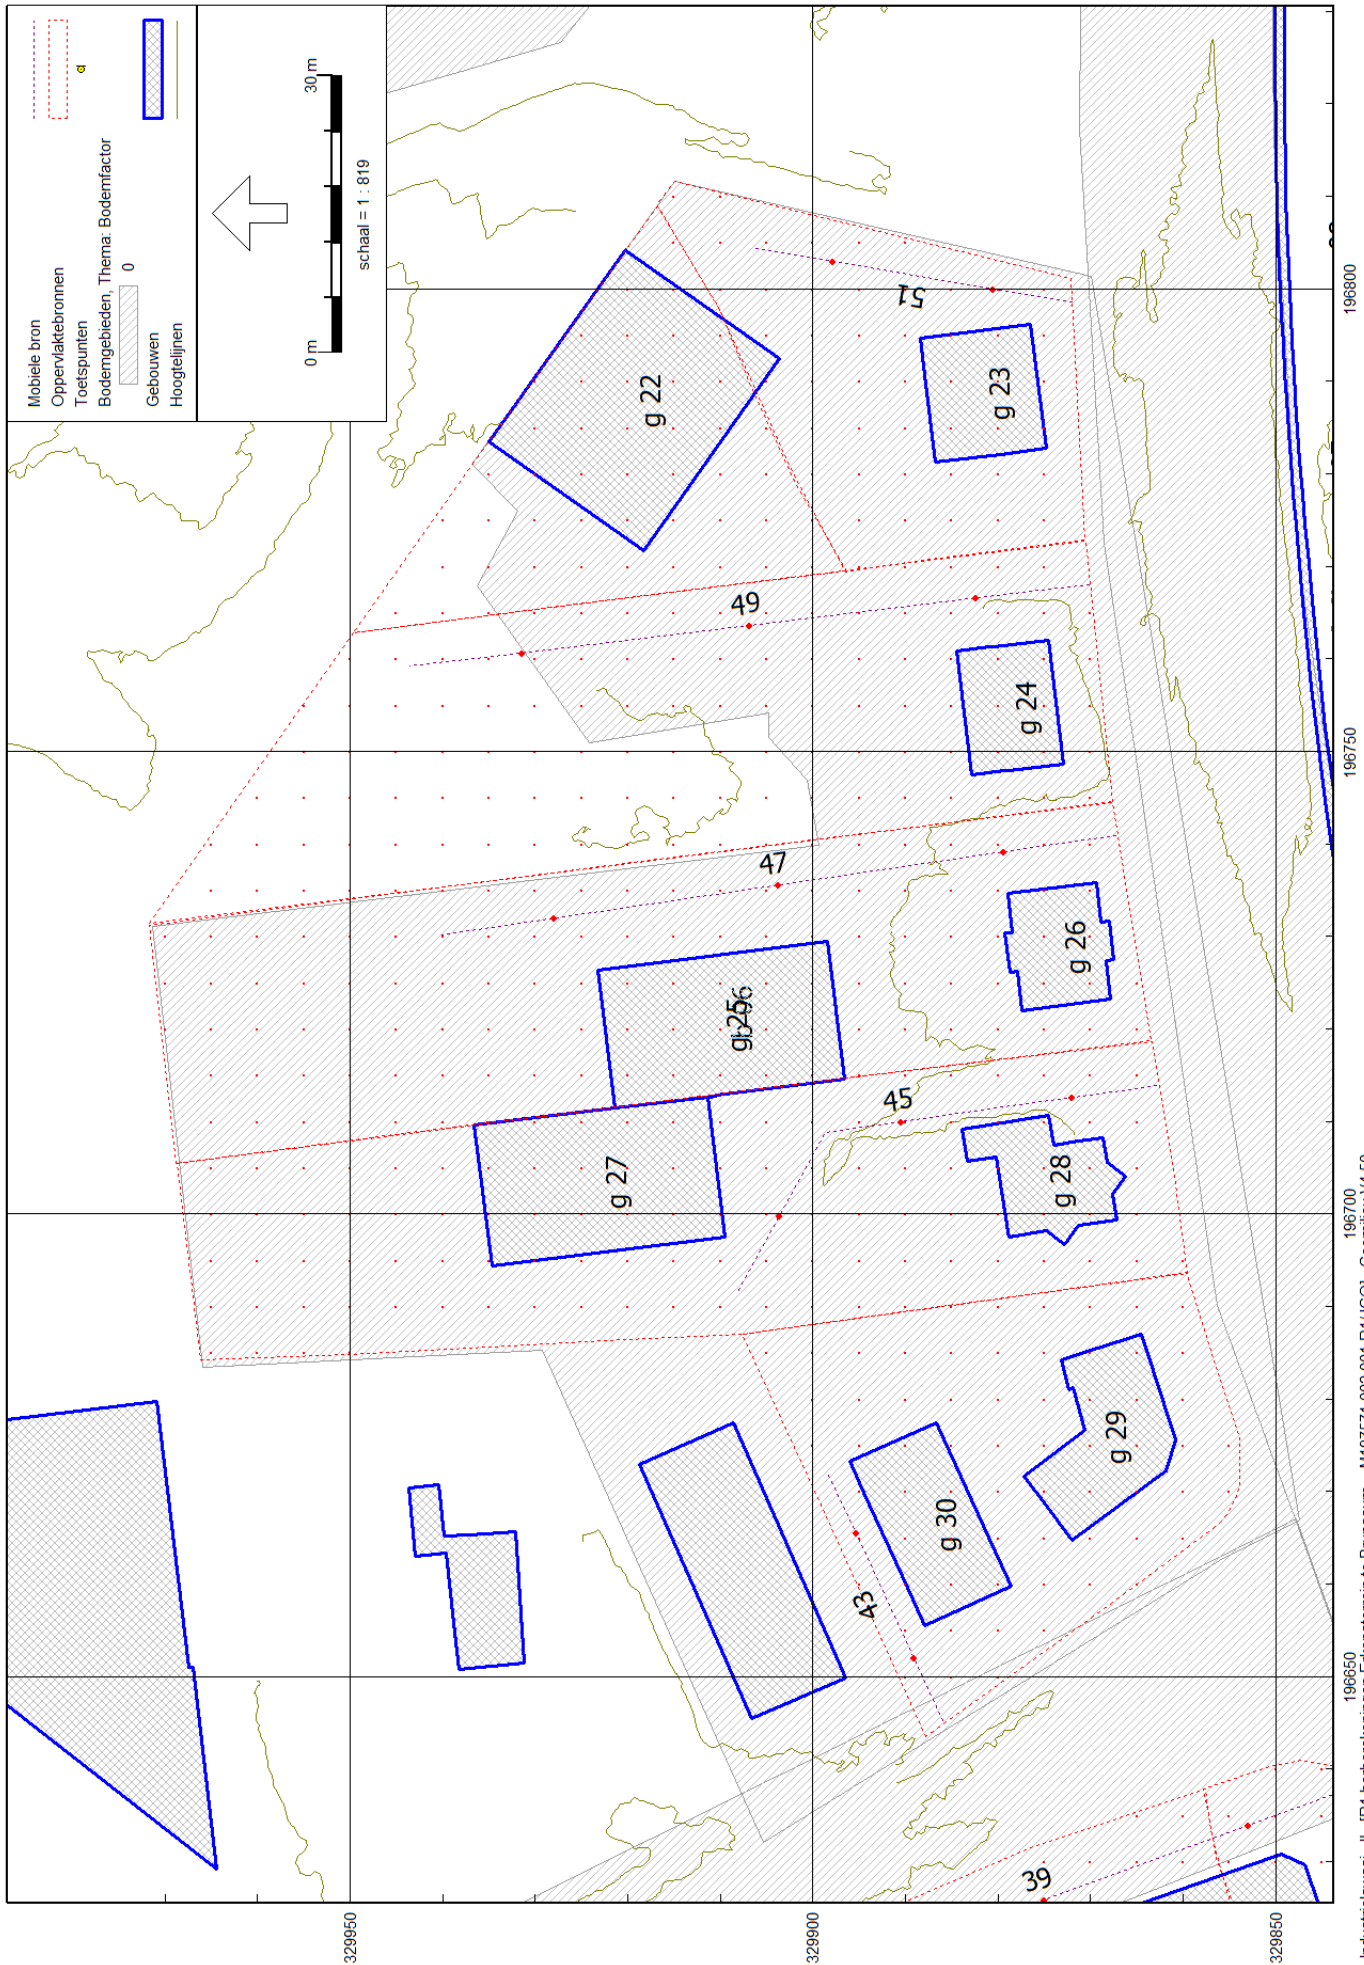 Mobiele bron
Oppervlaktebronnen
Toetspunten
Bodemgebieden, Thema: Bodemfactor
0
Gebouwen
Hoogtelijnen
0 m
30 m
schaal = 1 : 819
g 22
51
g 23
49
g 24
47
g 25
g 26
45
g 27
g 28
g 29
g 30
43
39
329950
329900
329850
196650
196700
196750
196800